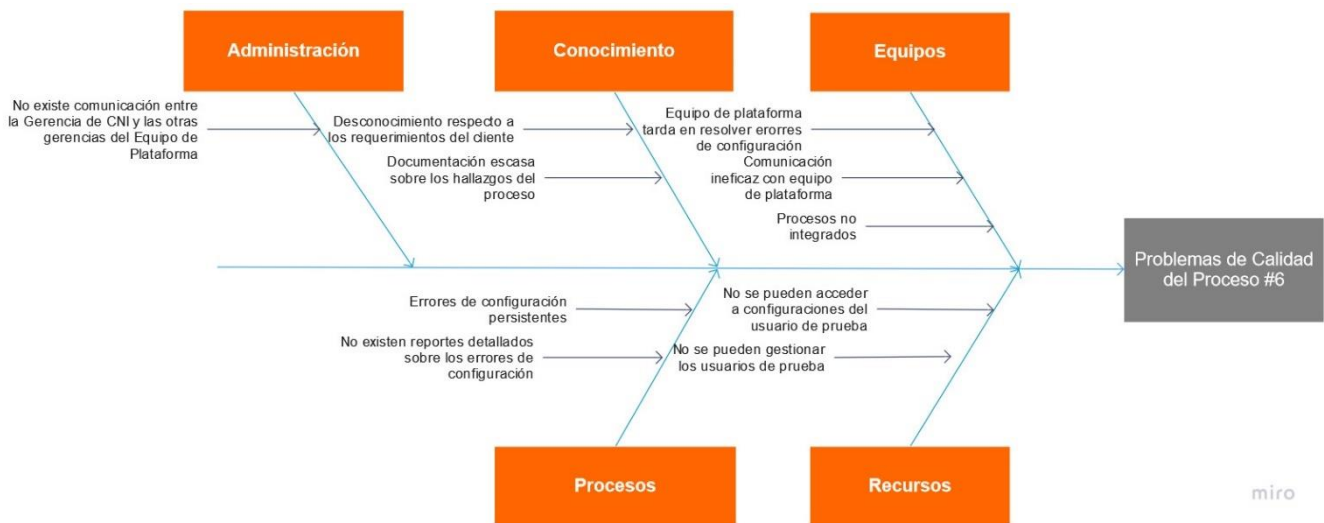 Administración
Conocimiento
Equipos
No existe comunicación entre
la Gerencia de CNI y las otras
gerencias del Equipo de
Plataforma
Desconocimiento respecto a
los requerimientos del cliente
Documentación escasa
sobre los hallazgos del
proceso
Equipo de plataforma
tarda en resolver erorres
de configuración
Comunicación
ineficaz con equipo
de plataforma
Procesos no
integrados
Problemas de Calidad
del Proceso #6
Errores de configuración
persistentes
No existen reportes detallados
sobre los errores de
configuración
No se pueden acceder
a configuraciones del
usuario de prueba
No se pueden gestionar
los usuarios de prueba
Procesos
Recursos
miro